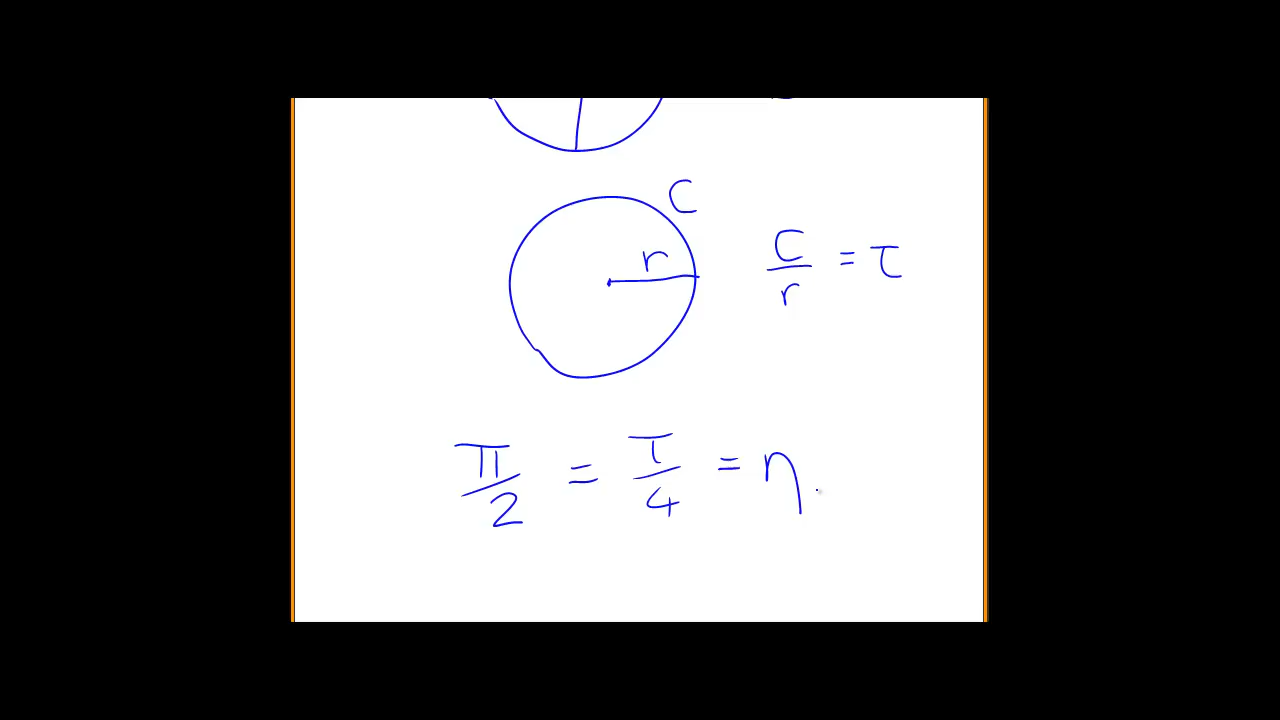 C
r
C/r = τ
π/2 = τ/4 = η